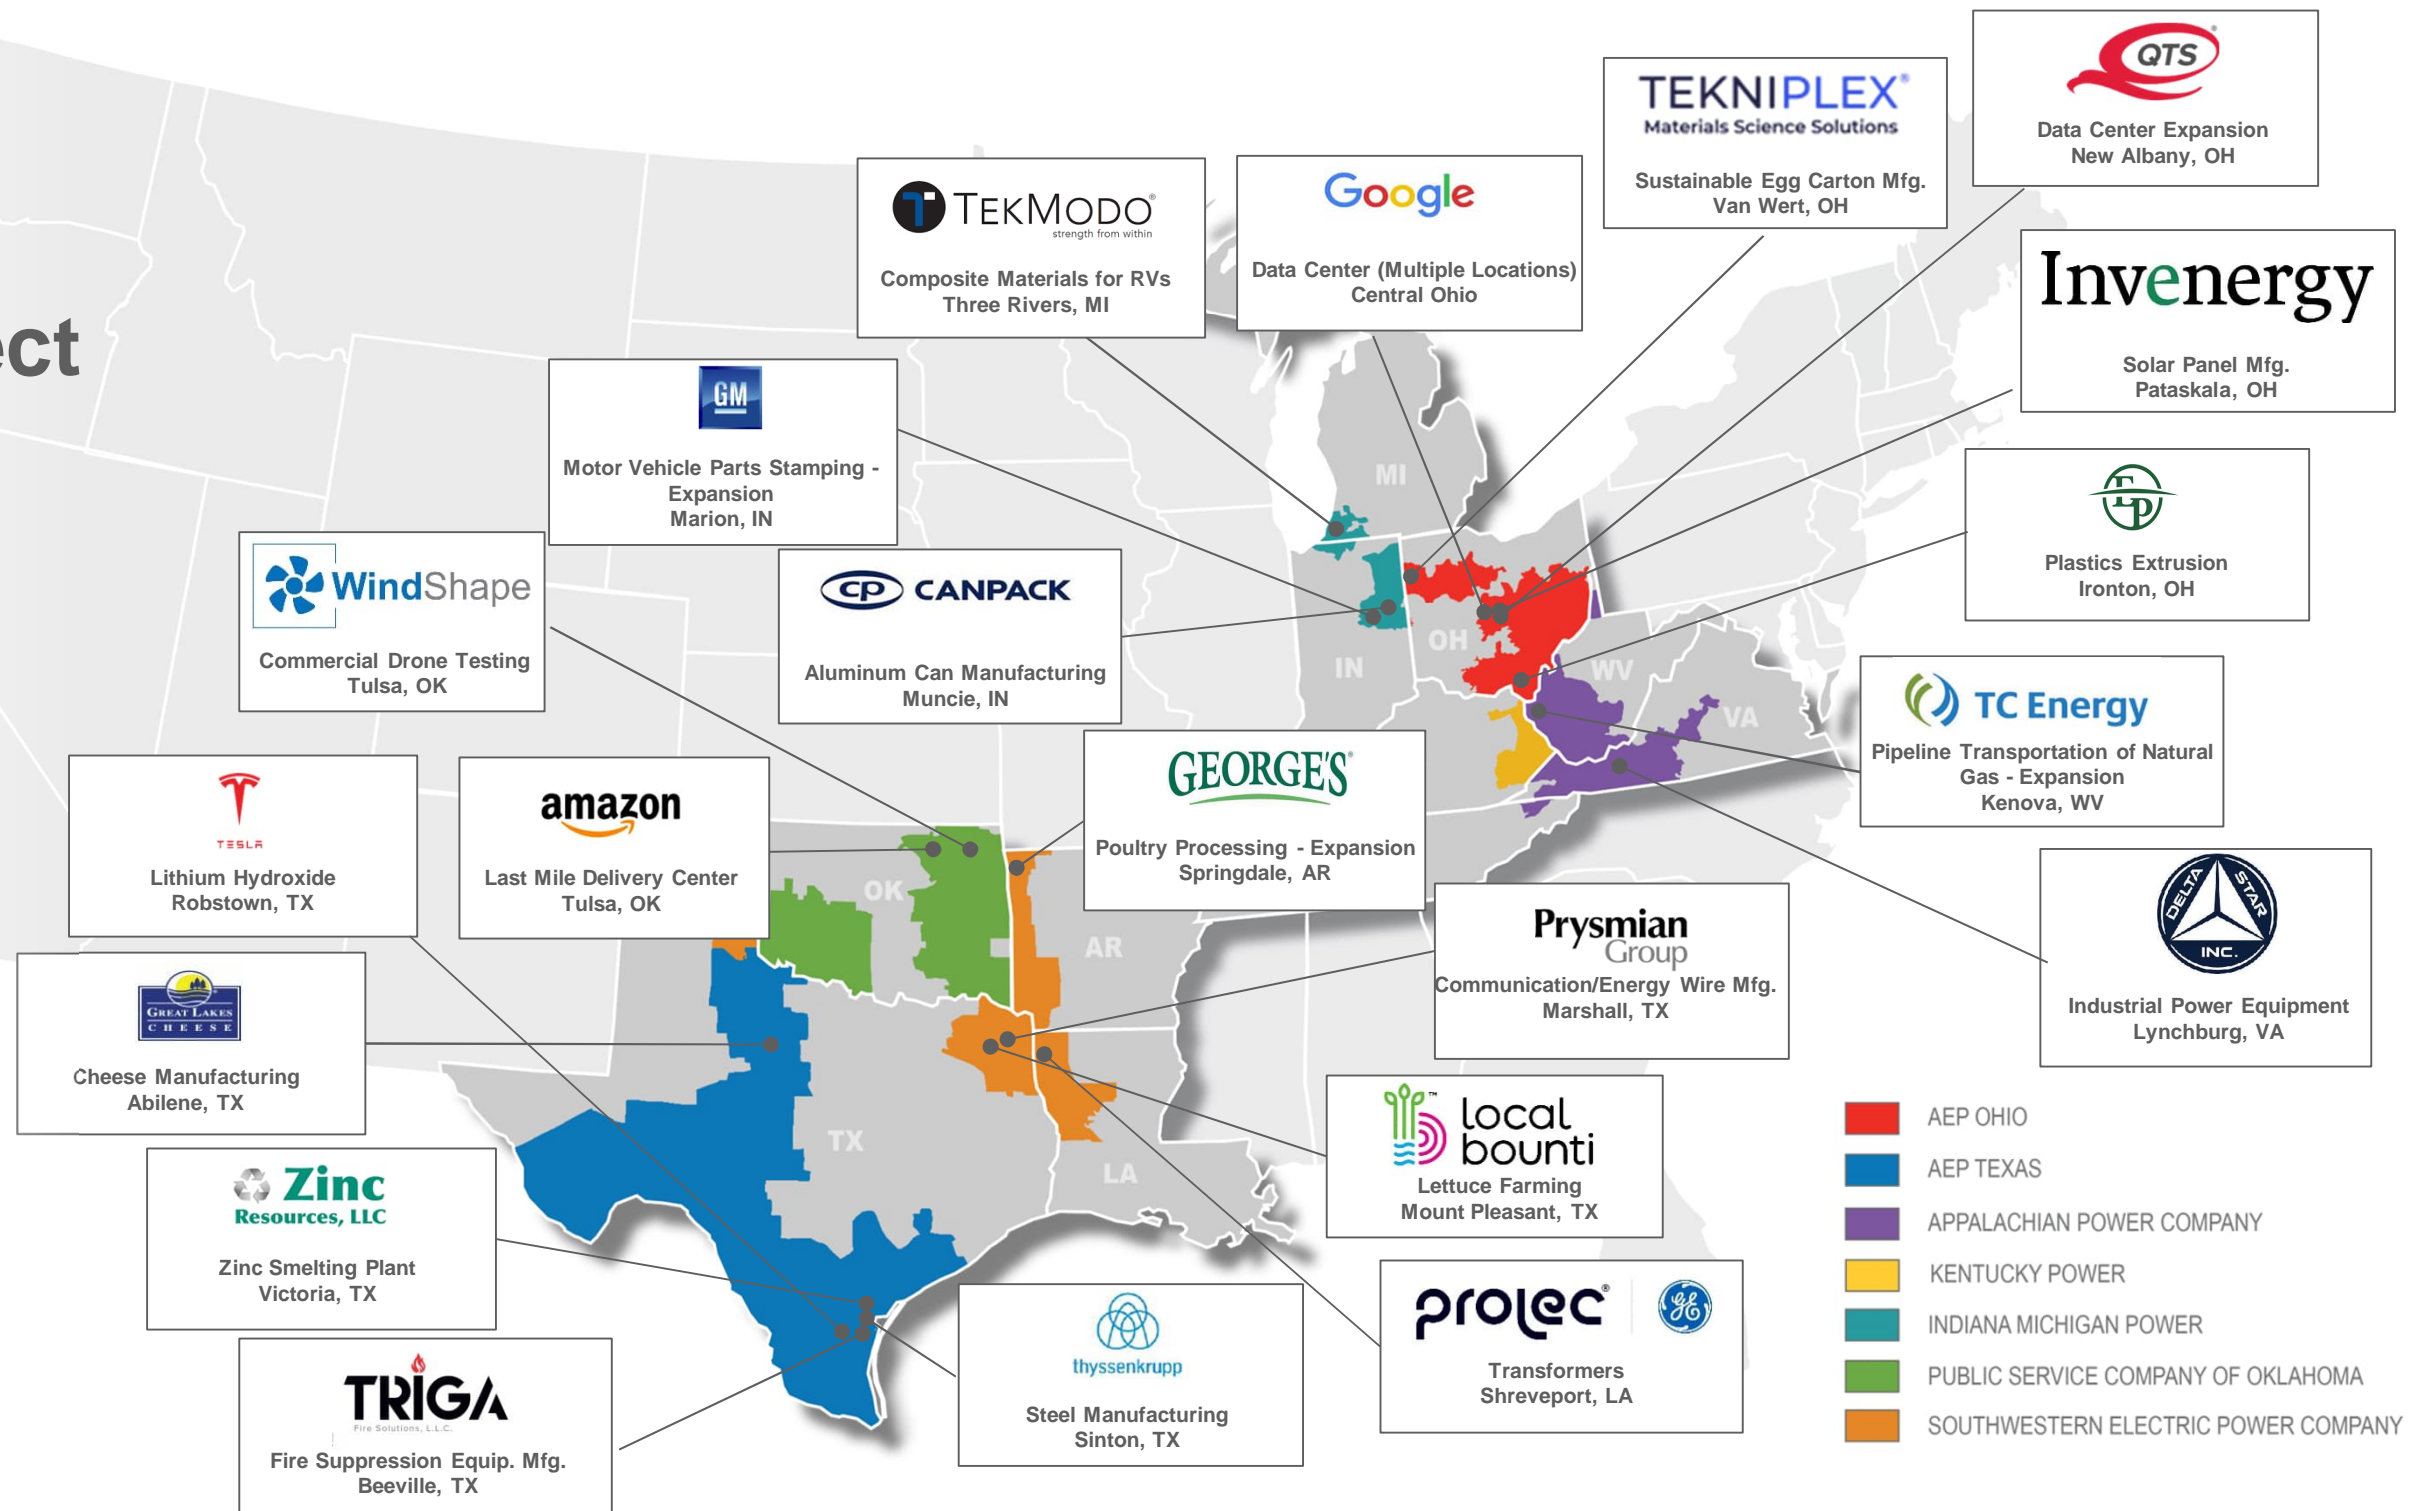 ect
QTS
Data Center Expansion
New Albany, OH
TEKNIPLEX®
Materials Science Solutions
Sustainable Egg Carton Mfg.
Van Wert, OH
TEKMODO®
strength from within
Composite Materials for RVs
Three Rivers, MI
Google
Data Center (Multiple Locations)
Central Ohio
Invenergy
Solar Panel Mfg.
Pataskala, OH
GM
Motor Vehicle Parts Stamping -
Expansion
Marion, IN
EP
Plastics Extrusion
Ironton, OH
WindShape
Commercial Drone Testing
Tulsa, OK
CP CANPACK
Aluminum Can Manufacturing
Muncie, IN
TC Energy
Pipeline Transportation of Natural
Gas - Expansion
Kenova, WV
TESLA
Lithium Hydroxide
Robstown, TX
amazon
Last Mile Delivery Center
Tulsa, OK
GEORGE'S®
Poultry Processing - Expansion
Springdale, AR
DELTA STAR
INC.
Industrial Power Equipment
Lynchburg, VA
Prysmian
Group
Communication/Energy Wire Mfg.
Marshall, TX
GREAT LAKES
CHEESE
Cheese Manufacturing
Abilene, TX
local
bounti
™
Lettuce Farming
Mount Pleasant, TX
Zinc
Resources, LLC
Zinc Smelting Plant
Victoria, TX
prolec® GE
Transformers
Shreveport, LA
thyssenkrupp
Steel Manufacturing
Sinton, TX
TRIGA
Fire Solutions, L.L.C.
Fire Suppression Equip. Mfg.
Beeville, TX
MI
OH
IN
WV
VA
OK
AR
TX
LA
AEP OHIO
AEP TEXAS
APPALACHIAN POWER COMPANY
KENTUCKY POWER
INDIANA MICHIGAN POWER
PUBLIC SERVICE COMPANY OF OKLAHOMA
SOUTHWESTERN ELECTRIC POWER COMPANY